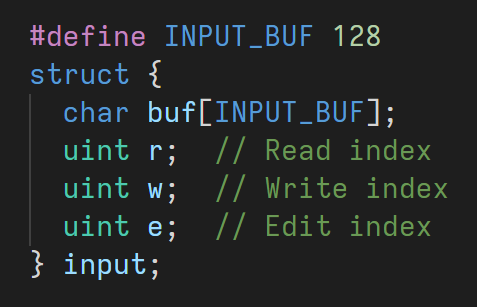 #define INPUT_BUF 128
struct {
  char buf[INPUT_BUF];
  uint r;  // Read index
  uint w;  // Write index
  uint e;  // Edit index
} input;